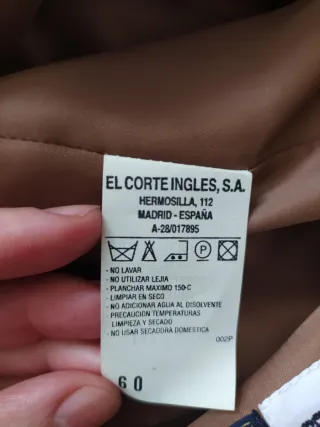 EL CORTE INGLES, S.A.
HERMOSILLA, 112
MADRID - ESPAÑA
A-28/017895
P
- NO LAVAR
- NO UTILIZAR LEJIA
- PLANCHAR MAXIMO 150-C
- LIMPIAR EN SECO
- NO ADICIONAR AGUA AL DISOLVENTE
- PRECAUCIÓN TEMPERATURAS
LIMPIEZA Y SECADO
- NO USAR SECADORA DOMESTICA
002P
60